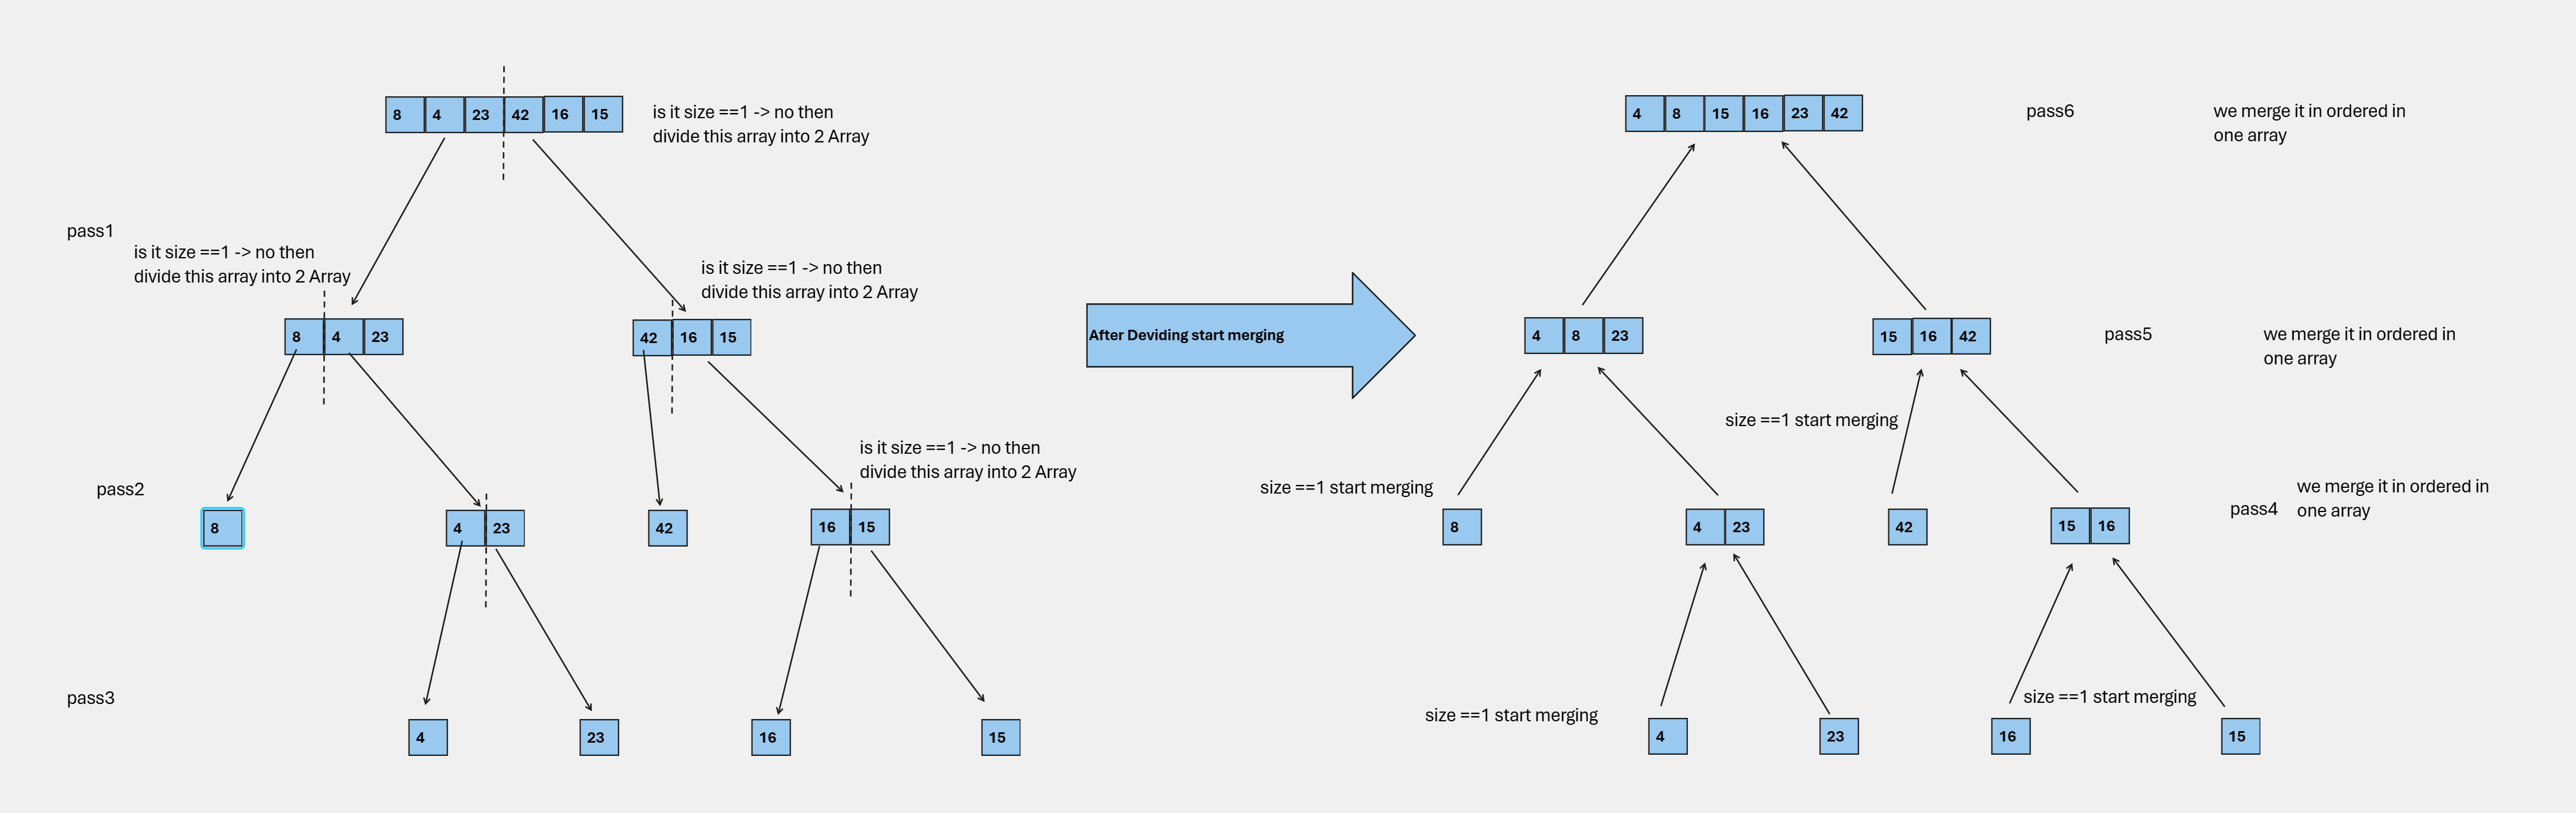 8 4 23 42 16 15
is it size ==1 -> no then
divide this array into 2 Array
pass1
is it size ==1 -> no then
divide this array into 2 Array
is it size ==1 -> no then
divide this array into 2 Array
8 4 23
42 16 15
is it size ==1 -> no then
divide this array into 2 Array
pass2
8
4 23
42
16 15
pass3
4
23
16
15
After Deviding start merging
4 8 15 16 23 42
pass6
we merge it in ordered in
one array
4 8 23
15 16 42
pass5
we merge it in ordered in
one array
size ==1 start merging
size ==1 start merging
8
4 23
42
15 16
pass4
we merge it in ordered in
one array
size ==1 start merging
size ==1 start merging
4
23
16
15